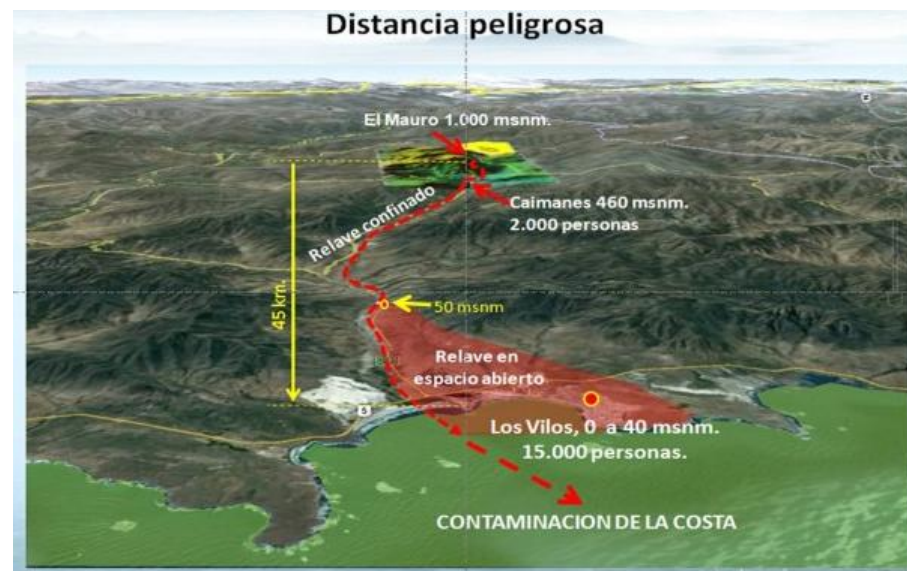 Distancia peligrosa
El Mauro 1.000 msnm.
Caimanes 460 msnm.
2.000 personas
Relave confinado
45 km.
50 msnm
Relave en
espacio abierto
5
Los Vilos, 0 a 40 msnm.
15.000 personas.
CONTAMINACION DE LA COSTA